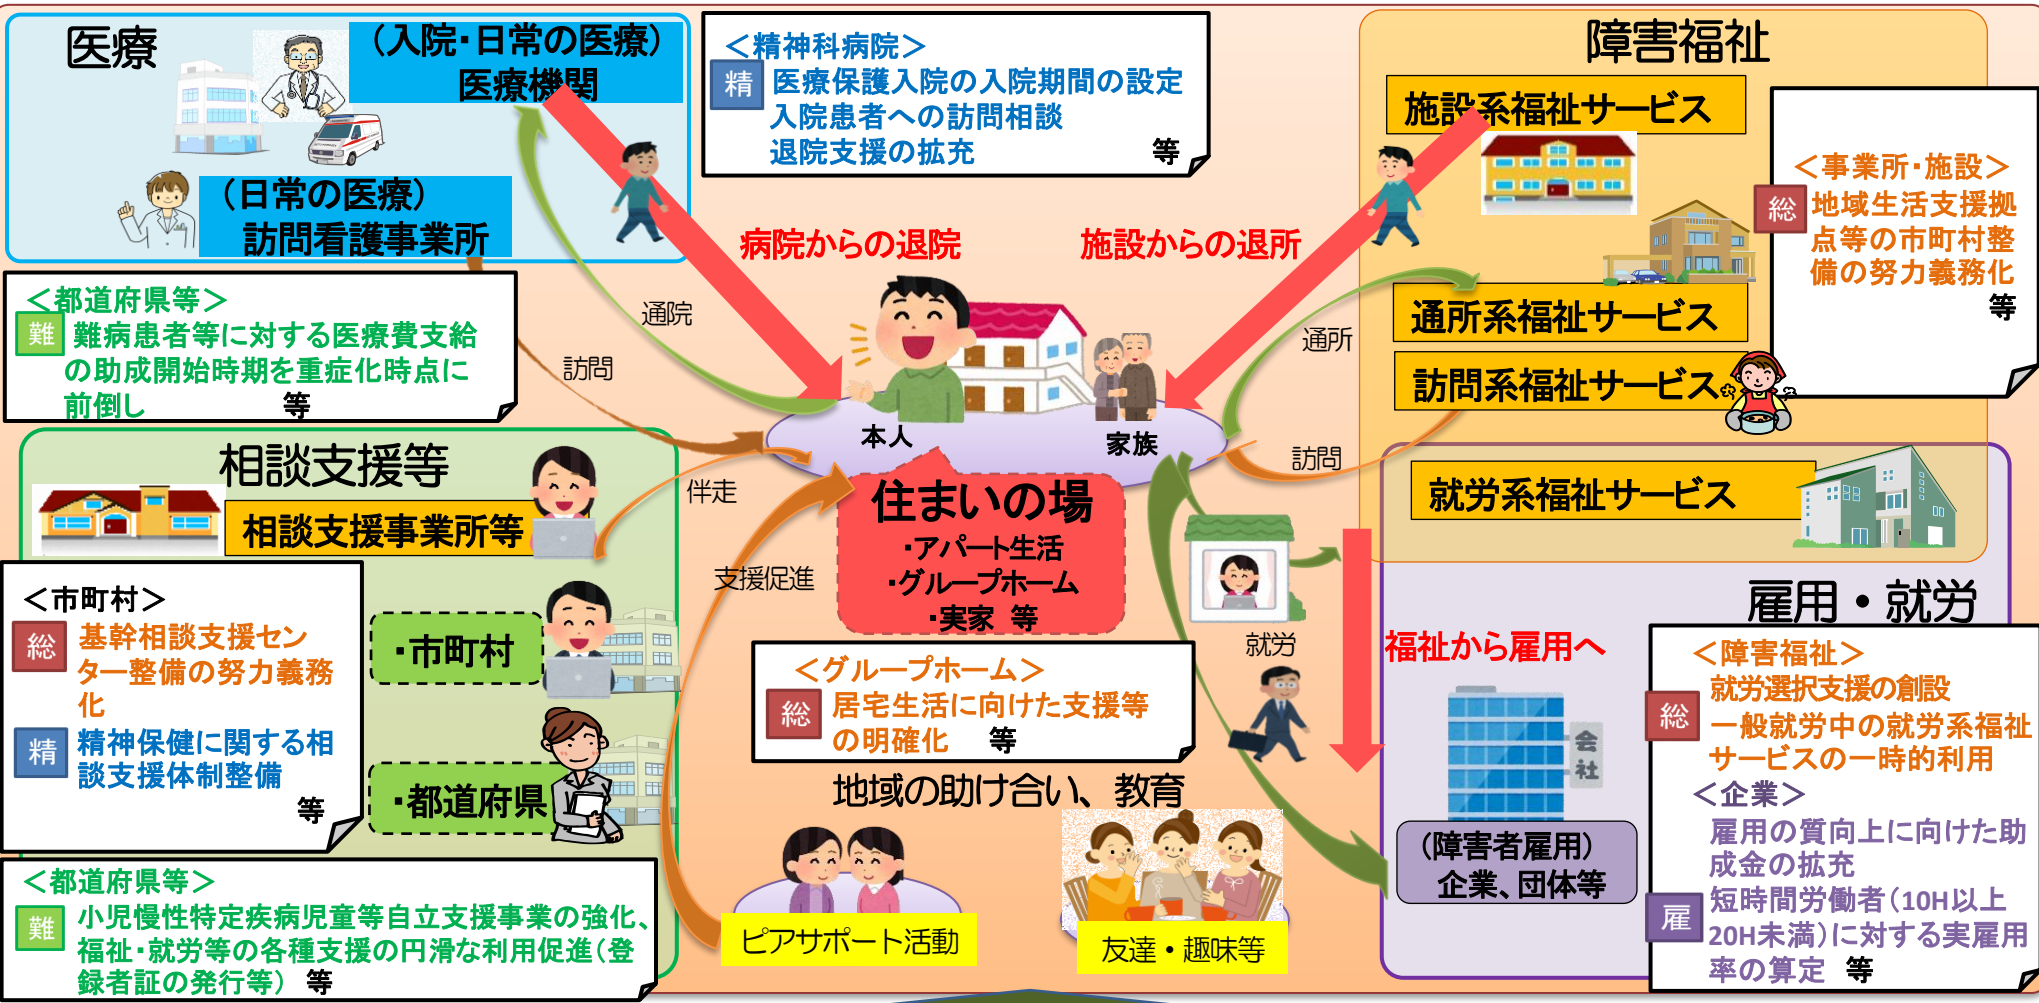 医療
(入院・日常の医療)
医療機関
(日常の医療)
訪問看護事業所
＜精神科病院＞
精
医療保護入院の入院期間の設定
入院患者への訪問相談
退院支援の拡充 等
障害福祉
施設系福祉サービス
通所系福祉サービス
訪問系福祉サービス
就労系福祉サービス
＜事業所・施設＞
総
地域生活支援拠
点等の市町村整
備の努力義務化
等
病院からの退院
施設からの退所
通院
訪問
通所
訪問
＜都道府県等＞
難
難病患者等に対する医療費支給
の助成開始時期を重症化時点に
前倒し 等
本人
家族
住まいの場
・アパート生活
・グループホーム
・実家 等
相談支援等
相談支援事業所等
伴走
支援促進
＜市町村＞
総
基幹相談支援セン
ター整備の努力義務
化
精
精神保健に関する相
談支援体制整備
等
・市町村
・都道府県
＜都道府県等＞
難
小児慢性特定疾病児童等自立支援事業の強化、
福祉・就労等の各種支援の円滑な利用促進(登
録者証の発行等) 等
＜グループホーム＞
総
居宅生活に向けた支援等
の明確化 等
地域の助け合い、教育
ピアサポート活動
友達・趣味等
就労
福祉から雇用へ
雇用・就労
会社
(障害者雇用)
企業、団体等
＜障害福祉＞
総
就労選択支援の創設
一般就労中の就労系福祉
サービスの一時的利用
＜企業＞
雇用の質向上に向けた助
成金の拡充
雇
短時間労働者(10H以上
20H未満)に対する実雇用
率の算定 等